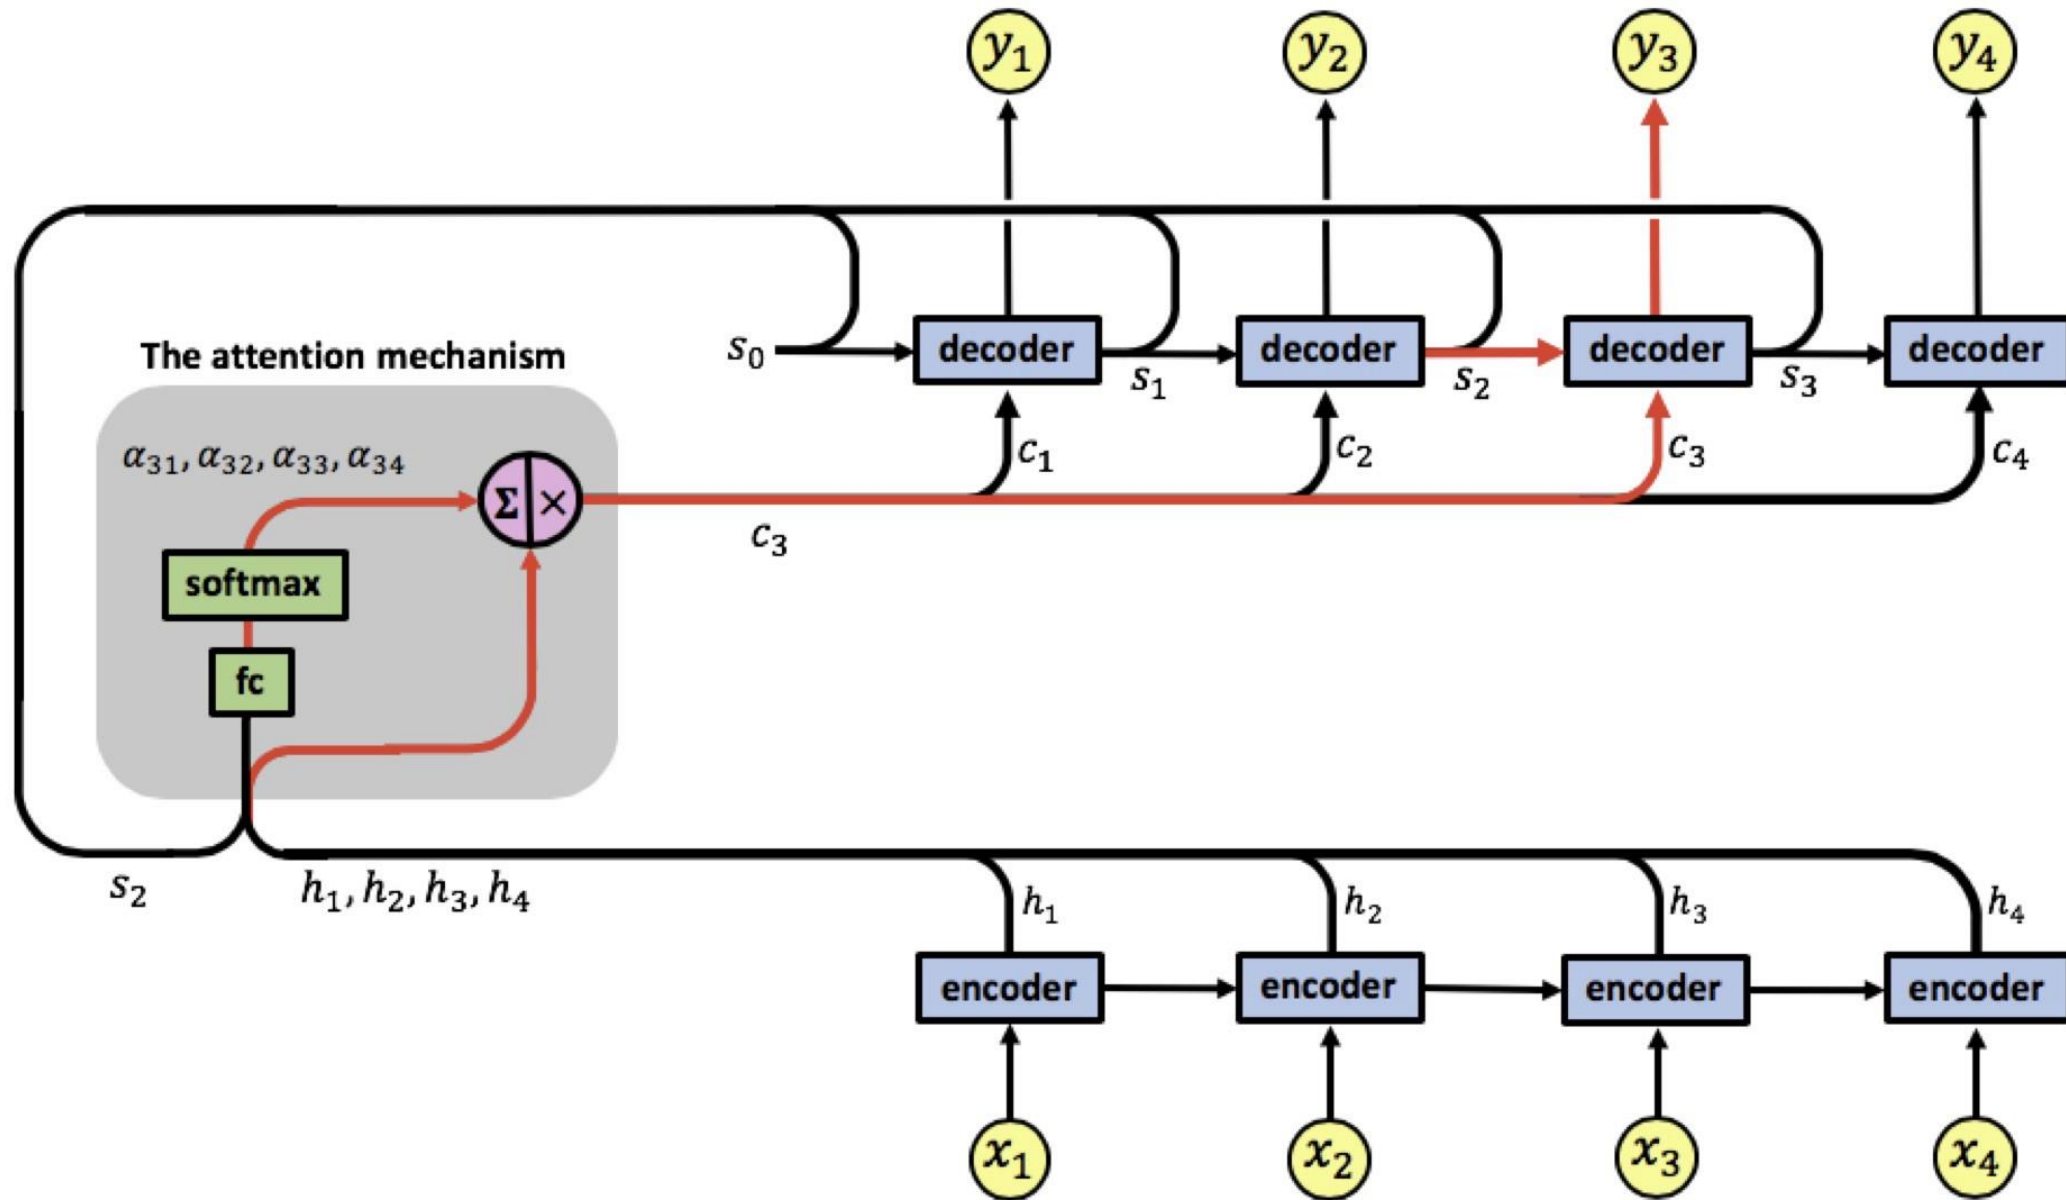 y₁ y₂ y₃ y₄
s₀ decoder s₁ decoder s₂ decoder s₃ decoder
The attention mechanism
α₃₁, α₃₂, α₃₃, α₃₄
c₁ c₂ c₃ c₄
Σ ×
c₃
softmax
fc
s₂ h₁, h₂, h₃, h₄
h₁ h₂ h₃ h₄
encoder encoder encoder encoder
x₁ x₂ x₃ x₄